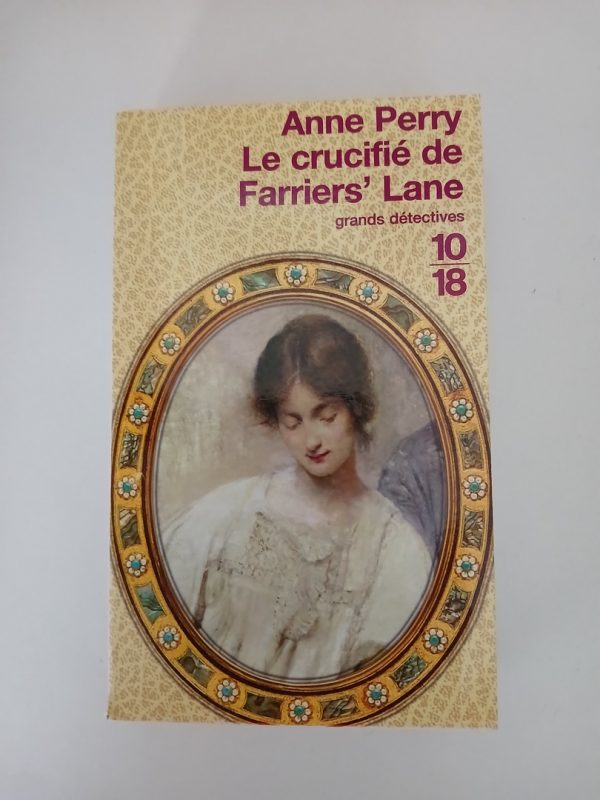 Anne Perry
Le crucifié de
Farriers' Lane
grands détectives
10
18